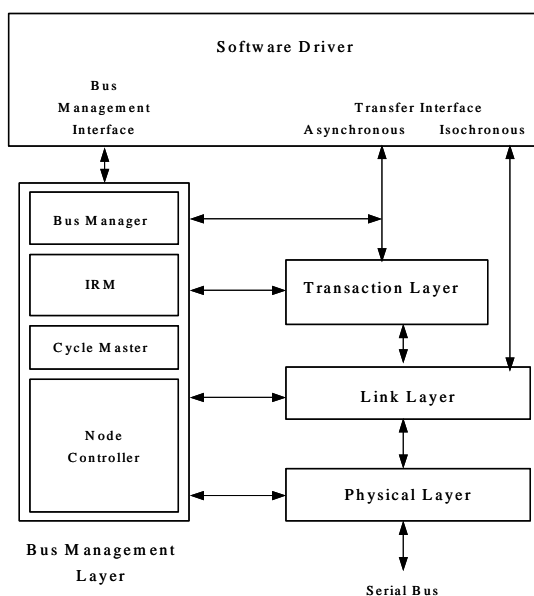 Software Driver
Bus
Management
Interface
Transfer Interface
Asynchronous Isochronous
Bus Manager
IRM
Transaction Layer
Cycle Master
Link Layer
Node
Controller
Physical Layer
Bus Management
Layer
Serial Bus